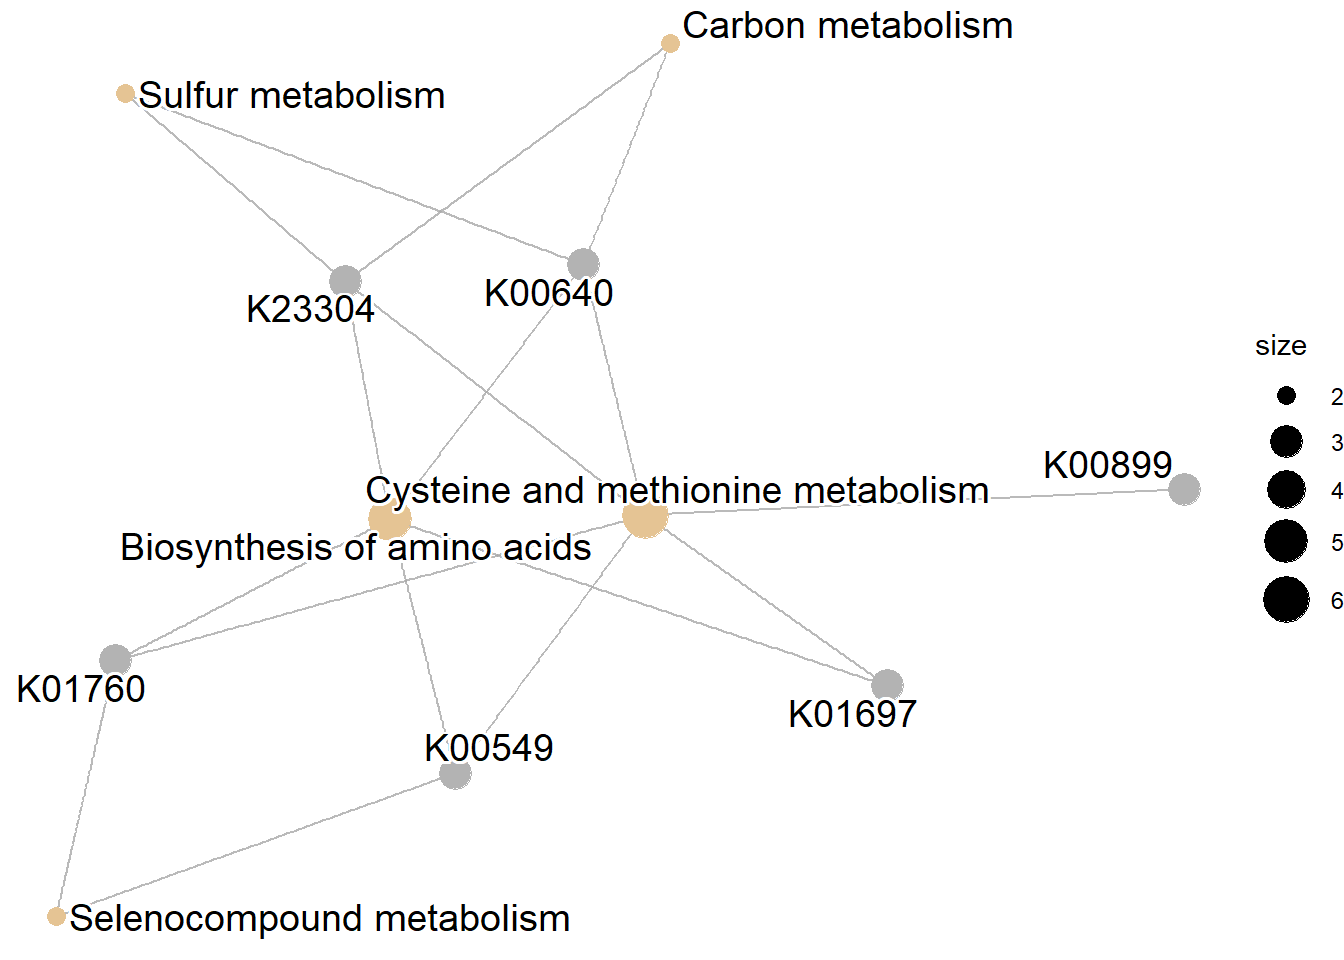 Carbon metabolism
Sulfur metabolism
K23304
K00640
size
2
3
4
5
6
K00899
Cysteine and methionine metabolism
Biosynthesis of amino acids
K01760
K01697
K00549
Selenocompound metabolism